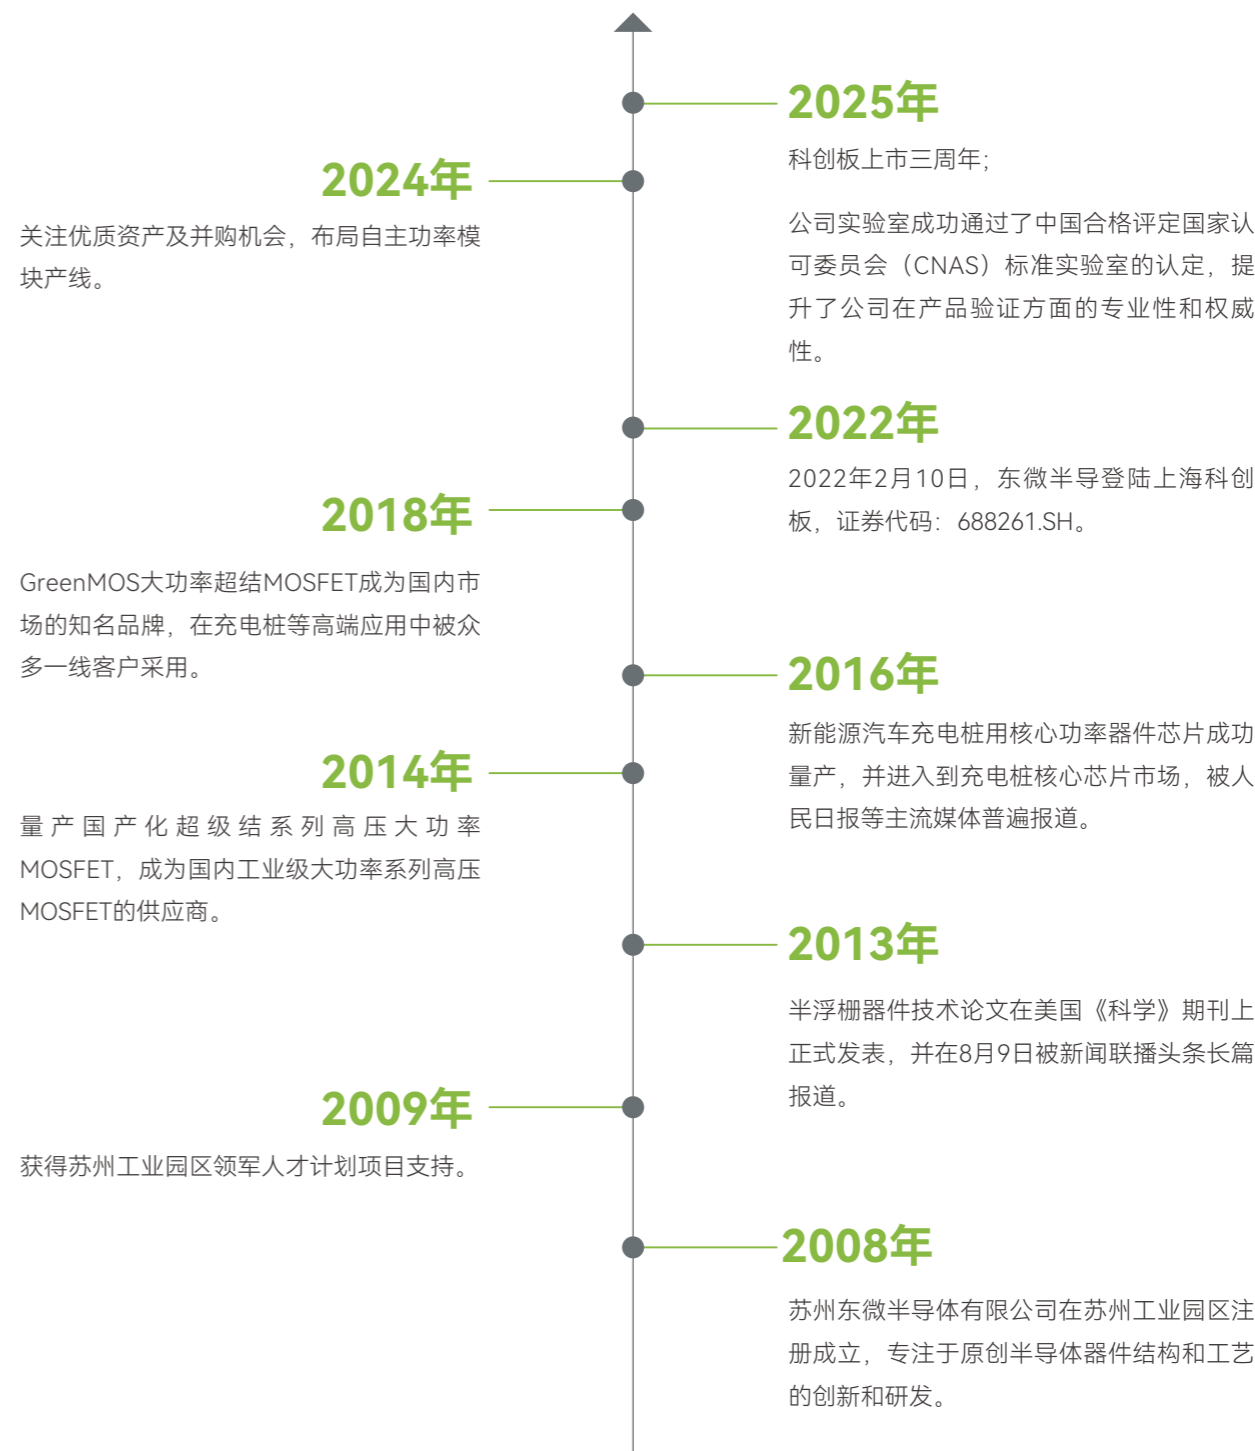 2025年
科创板上市三周年;
公司实验室成功通过了中国合格评定国家认
可委员会（CNAS）标准实验室的认定，提
升了公司在产品验证方面的专业性和权威
性。
2024年
关注优质资产及并购机会，布局自主功率模
块产线。
2022年
2022年2月10日，东微半导登陆上海科创
板，证券代码：688261.SH。
2018年
GreenMOS大功率超结MOSFET成为国内市
场的知名品牌，在充电桩等高端应用中被众
多一线客户采用。
2016年
新能源汽车充电桩用核心功率器件芯片成功
量产，并进入到充电桩核心芯片市场，被人
民日报等主流媒体普遍报道。
2014年
量产国产化超级结系列高压大功率
MOSFET，成为国内工业级大功率系列高压
MOSFET的供应商。
2013年
半浮栅器件技术论文在美国《科学》期刊上
正式发表，并在8月9日被新闻联播头条长篇
报道。
2009年
获得苏州工业园区领军人才计划项目支持。
2008年
苏州东微半导体有限公司在苏州工业园区注
册成立，专注于原创半导体器件结构和工艺
的创新和研发。